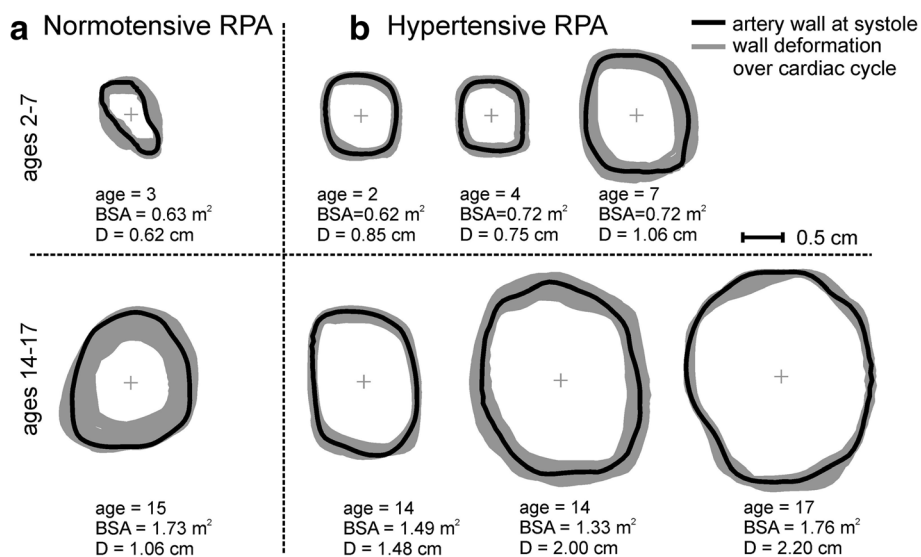 a Normotensive RPA
b Hypertensive RPA
artery wall at systole
wall deformation
over cardiac cycle
ages 2-7
age = 3
BSA = 0.63 m²
D = 0.62 cm
age = 2
BSA=0.62 m²
D = 0.85 cm
age = 4
BSA=0.72 m²
D = 0.75 cm
age = 7
BSA=0.72 m²
D = 1.06 cm
0.5 cm
ages 14-17
age = 15
BSA = 1.73 m²
D = 1.06 cm
age = 14
BSA = 1.49 m²
D = 1.48 cm
age = 14
BSA = 1.33 m²
D = 2.00 cm
age = 17
BSA = 1.76 m²
D = 2.20 cm